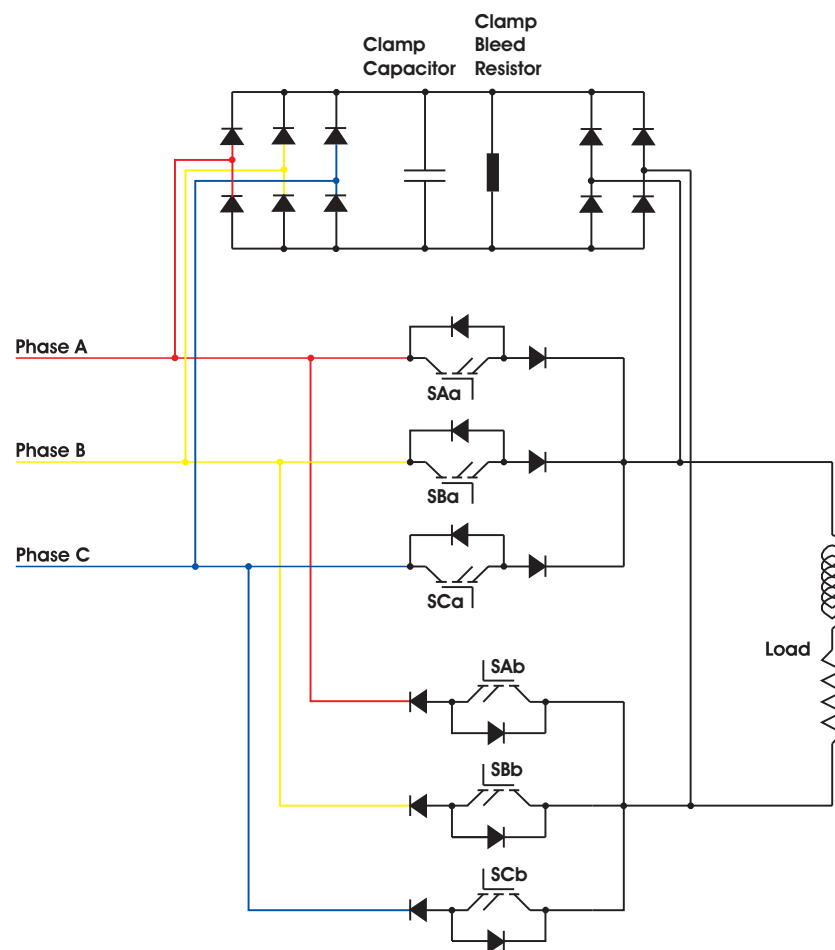 Clamp
Capacitor
Clamp
Bleed
Resistor
Phase A
SAa
Phase B
SBa
Phase C
SCa
Load
SAb
SBb
SCb